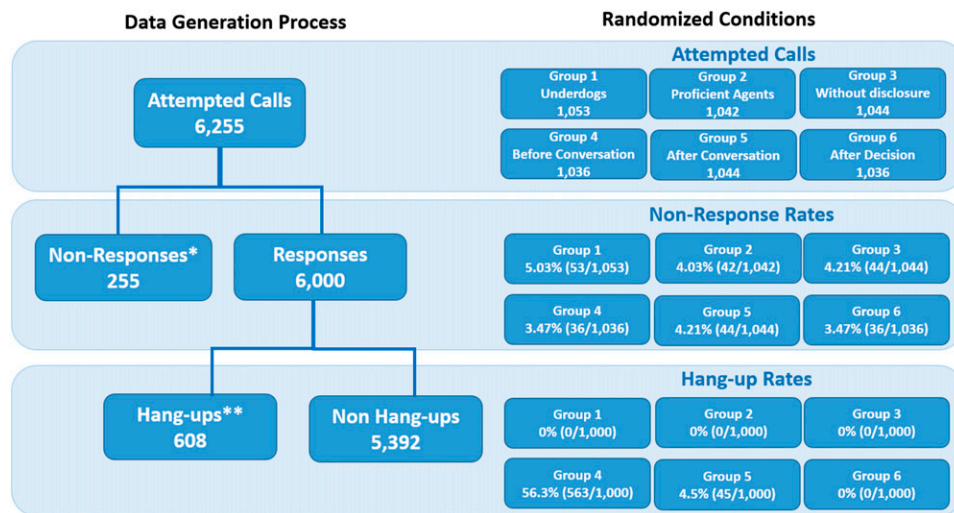 Data Generation Process
Randomized Conditions
Attempted Calls
6,255
Attempted Calls
Group 1
Underdogs
1,053
Group 2
Proficient Agents
1,042
Group 3
Without disclosure
1,044
Group 4
Before Conversation
1,036
Group 5
After Conversation
1,044
Group 6
After Decision
1,036
Non-Responses*
255
Responses
6,000
Non-Response Rates
Group 1
5.03% (53/1,053)
Group 2
4.03% (42/1,042)
Group 3
4.21% (44/1,044)
Group 4
3.47% (36/1,036)
Group 5
4.21% (44/1,044)
Group 6
3.47% (36/1,036)
Hang-ups**
608
Non Hang-ups
5,392
Hang-up Rates
Group 1
0% (0/1,000)
Group 2
0% (0/1,000)
Group 3
0% (0/1,000)
Group 4
56.3% (563/1,000)
Group 5
4.5% (45/1,000)
Group 6
0% (0/1,000)